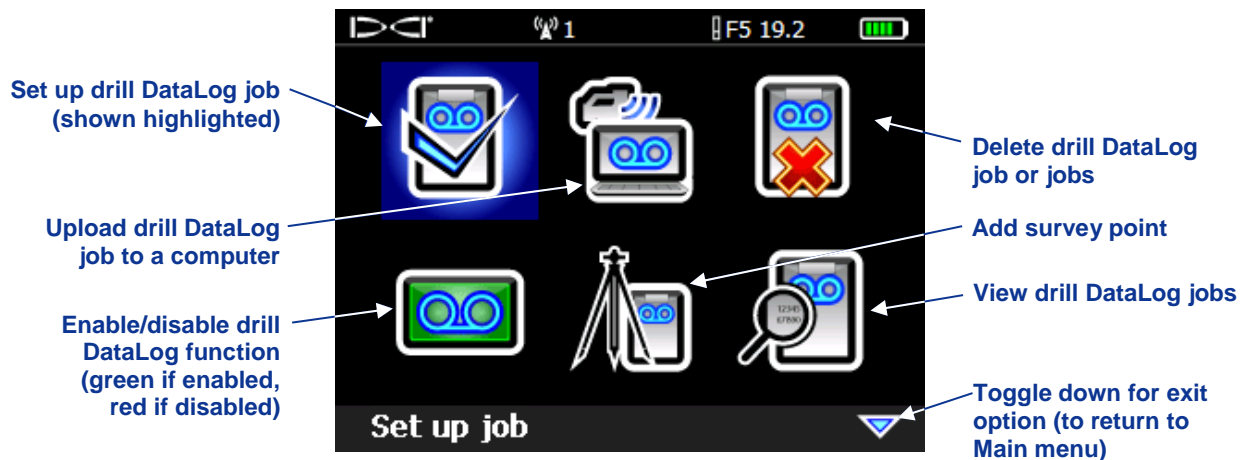 DCI
1
F5 19.2
Set up drill DataLog job
(shown highlighted)
Delete drill DataLog
job or jobs
Upload drill DataLog
job to a computer
Add survey point
12345
67890
View drill DataLog jobs
Enable/disable drill
DataLog function
(green if enabled,
red if disabled)
Set up job
Toggle down for exit
option (to return to
Main menu)